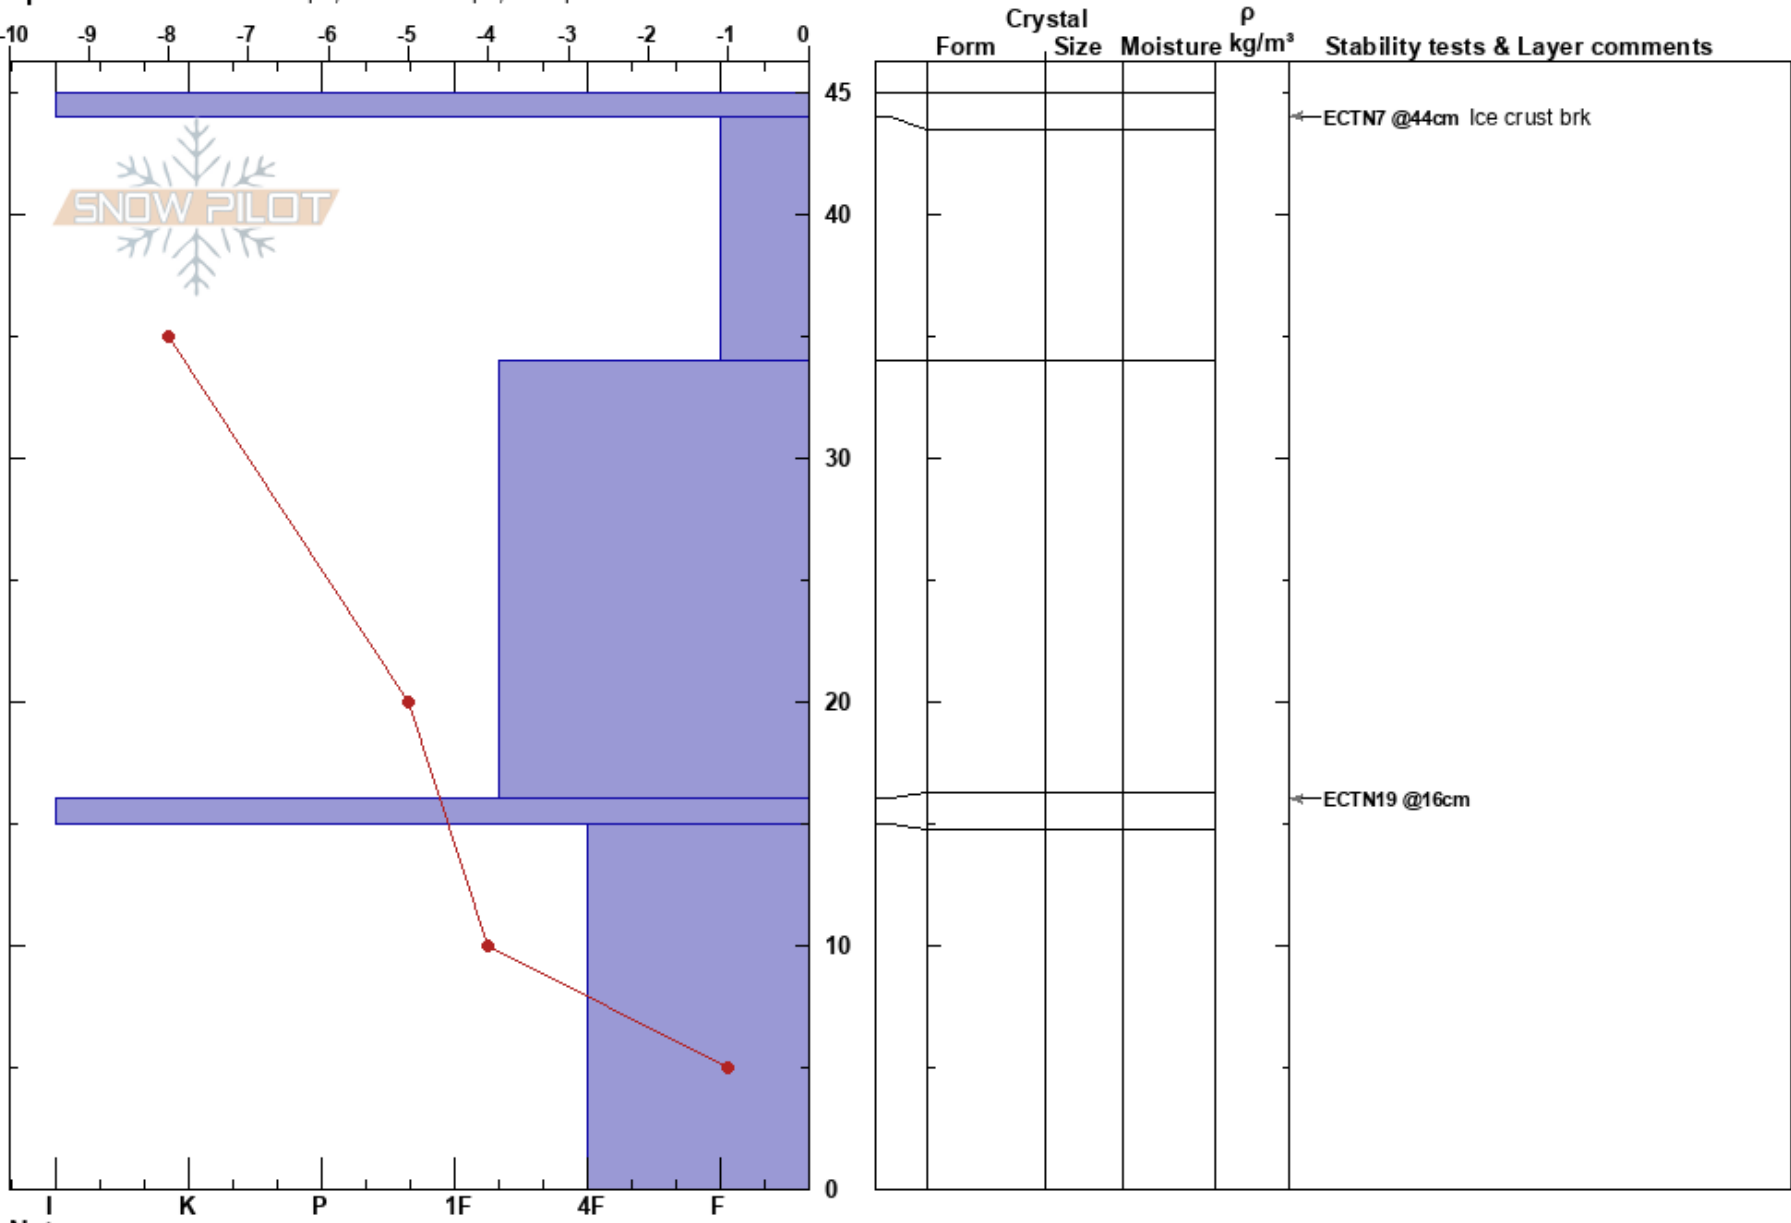 Crystal ρ
-10 -9 -8 -7 -6 -5 -4 -3 -2 -1 0 Form Size Moisture kg/m³ Stability tests & Layer comments
45
ECTN7 @44cm Ice crust brk
SNOW PILOT
40
30
20
ECTN19 @16cm
10
0
I K P 1F 4F F